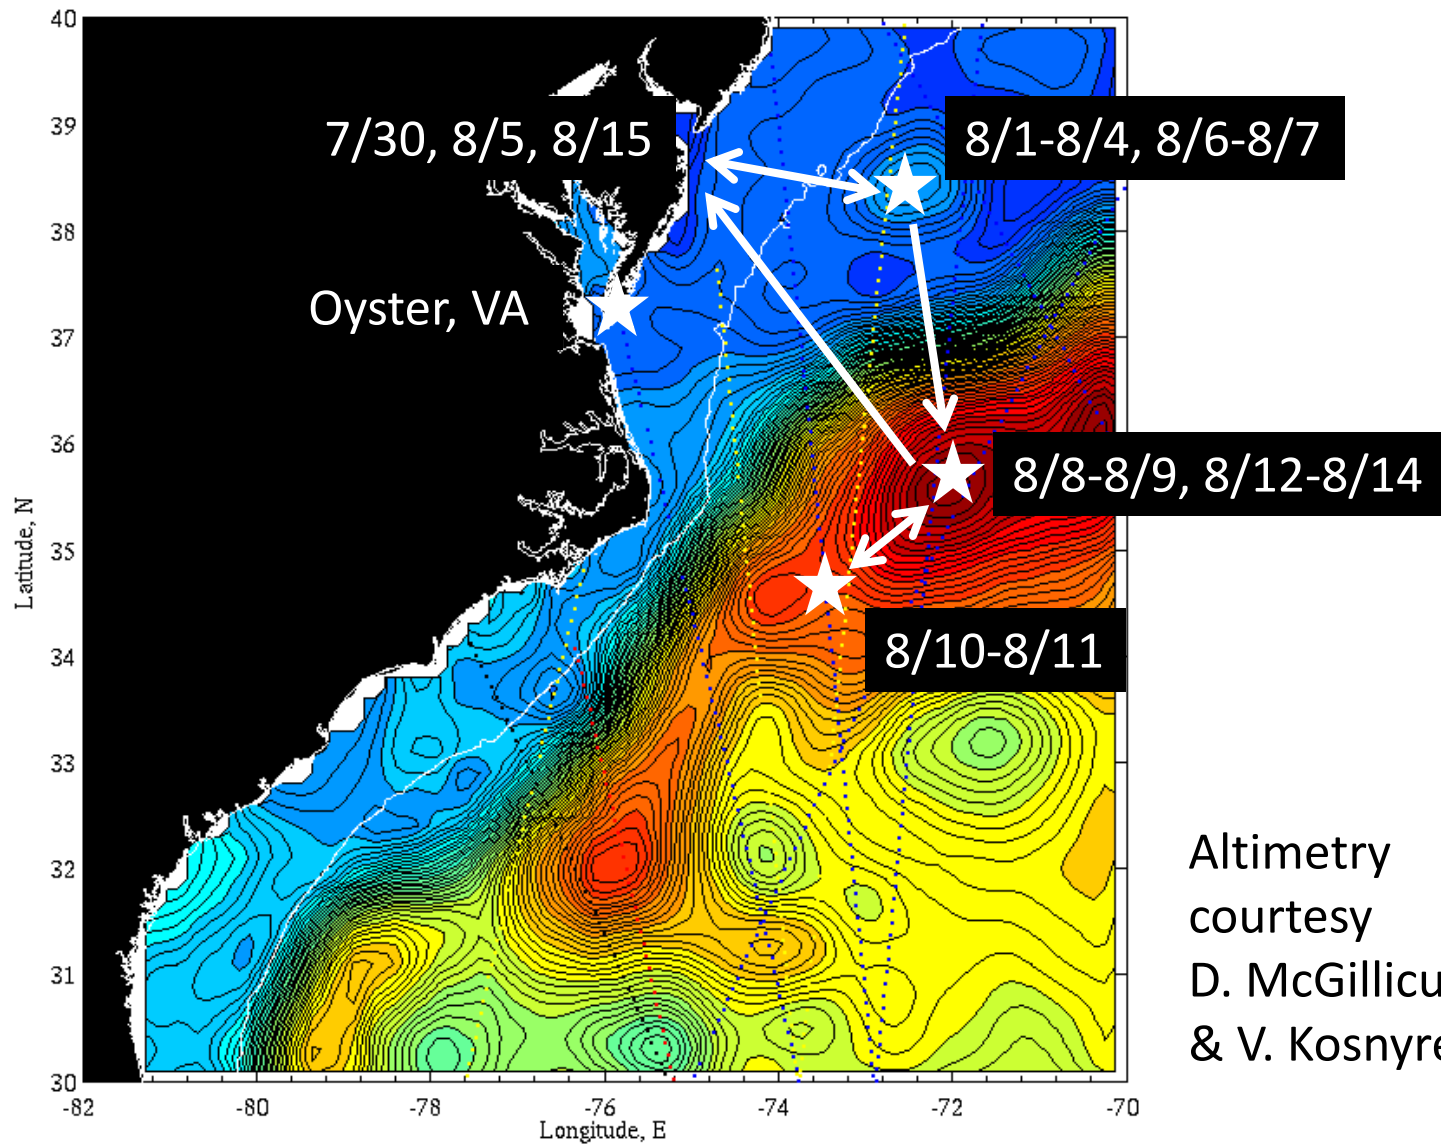 40
39
38
37
36
35
34
33
32
31
30
Latitude, N
-82
-80
-78
-76
-74
-72
-70
Longitude, E
7/30, 8/5, 8/15
8/1-8/4, 8/6-8/7
Oyster, VA
8/8-8/9, 8/12-8/14
8/10-8/11
Altimetry
courtesy
D. McGillicu
& V. Kosnyre